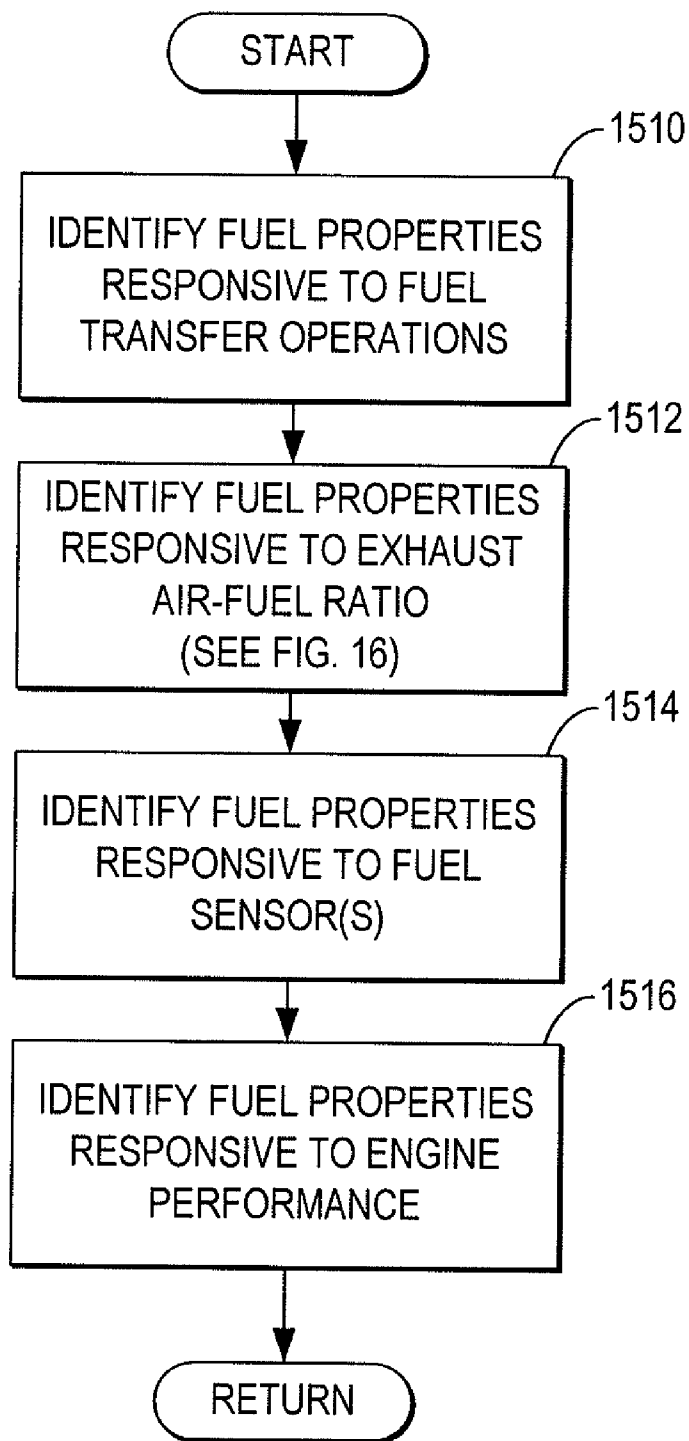 START
1510
IDENTIFY FUEL PROPERTIES
RESPONSIVE TO FUEL
TRANSFER OPERATIONS
1512
IDENTIFY FUEL PROPERTIES
RESPONSIVE TO EXHAUST
AIR-FUEL RATIO
(SEE FIG. 16)
1514
IDENTIFY FUEL PROPERTIES
RESPONSIVE TO FUEL
SENSOR(S)
1516
IDENTIFY FUEL PROPERTIES
RESPONSIVE TO ENGINE
PERFORMANCE
RETURN